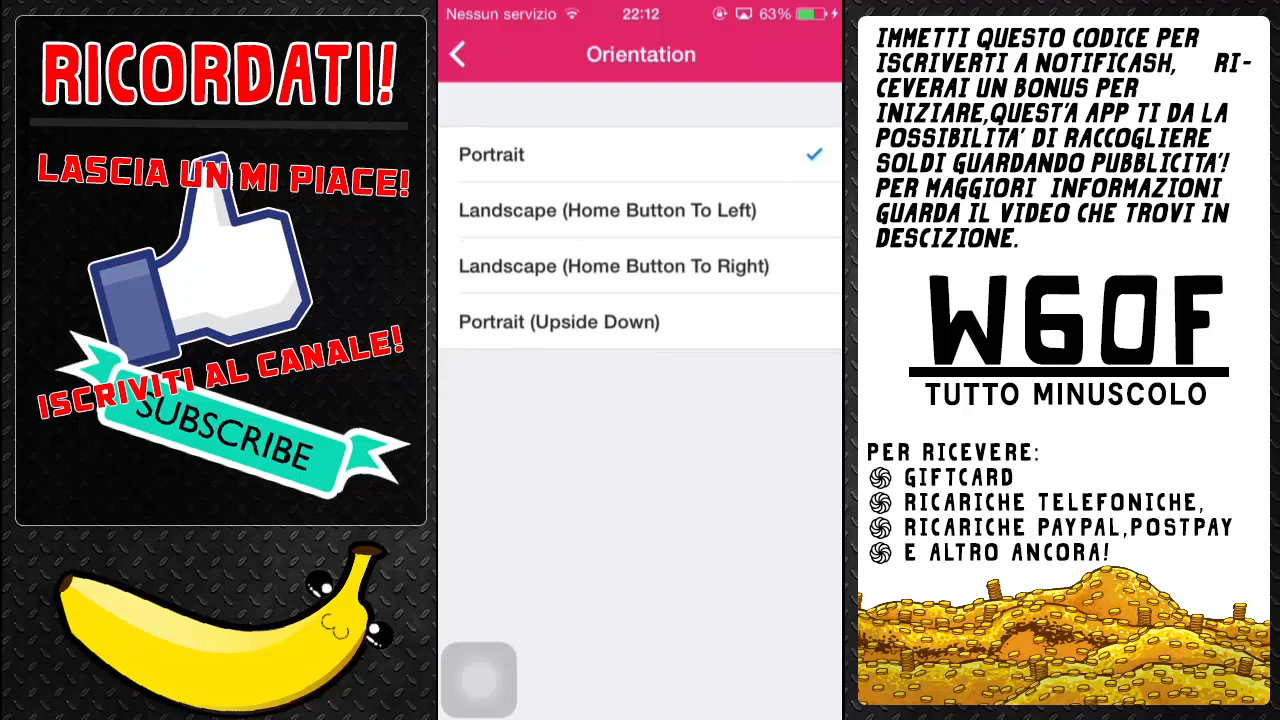 RICORDATI!
LASCIA UN MI PIACE!
ISCRIVITI AL CANALE!
SUBSCRIBE
Nessun servizio 22:12 63%
Orientation
Portrait
Landscape (Home Button To Left)
Landscape (Home Button To Right)
Portrait (Upside Down)
IMMETTI QUESTO CODICE PER
ISCRIVERTI A NOTIFICASH, RI-
CEVERAI UN BONUS PER
INIZIARE,QUEST'A APP TI DA LA
POSSIBILITA' DI RACCOGLIERE
SOLDI GUARDANDO PUBBLICITA'!
PER MAGGIORI INFORMAZIONI
GUARDA IL VIDEO CHE TROVI IN
DESCIZIONE.
W6OF
TUTTO MINUSCOLO
PER RICEVERE:
GIFTCARD
RICARICHE TELEFONICHE,
RICARICHE PAYPAL,POSTPAY
E ALTRO ANCORA!